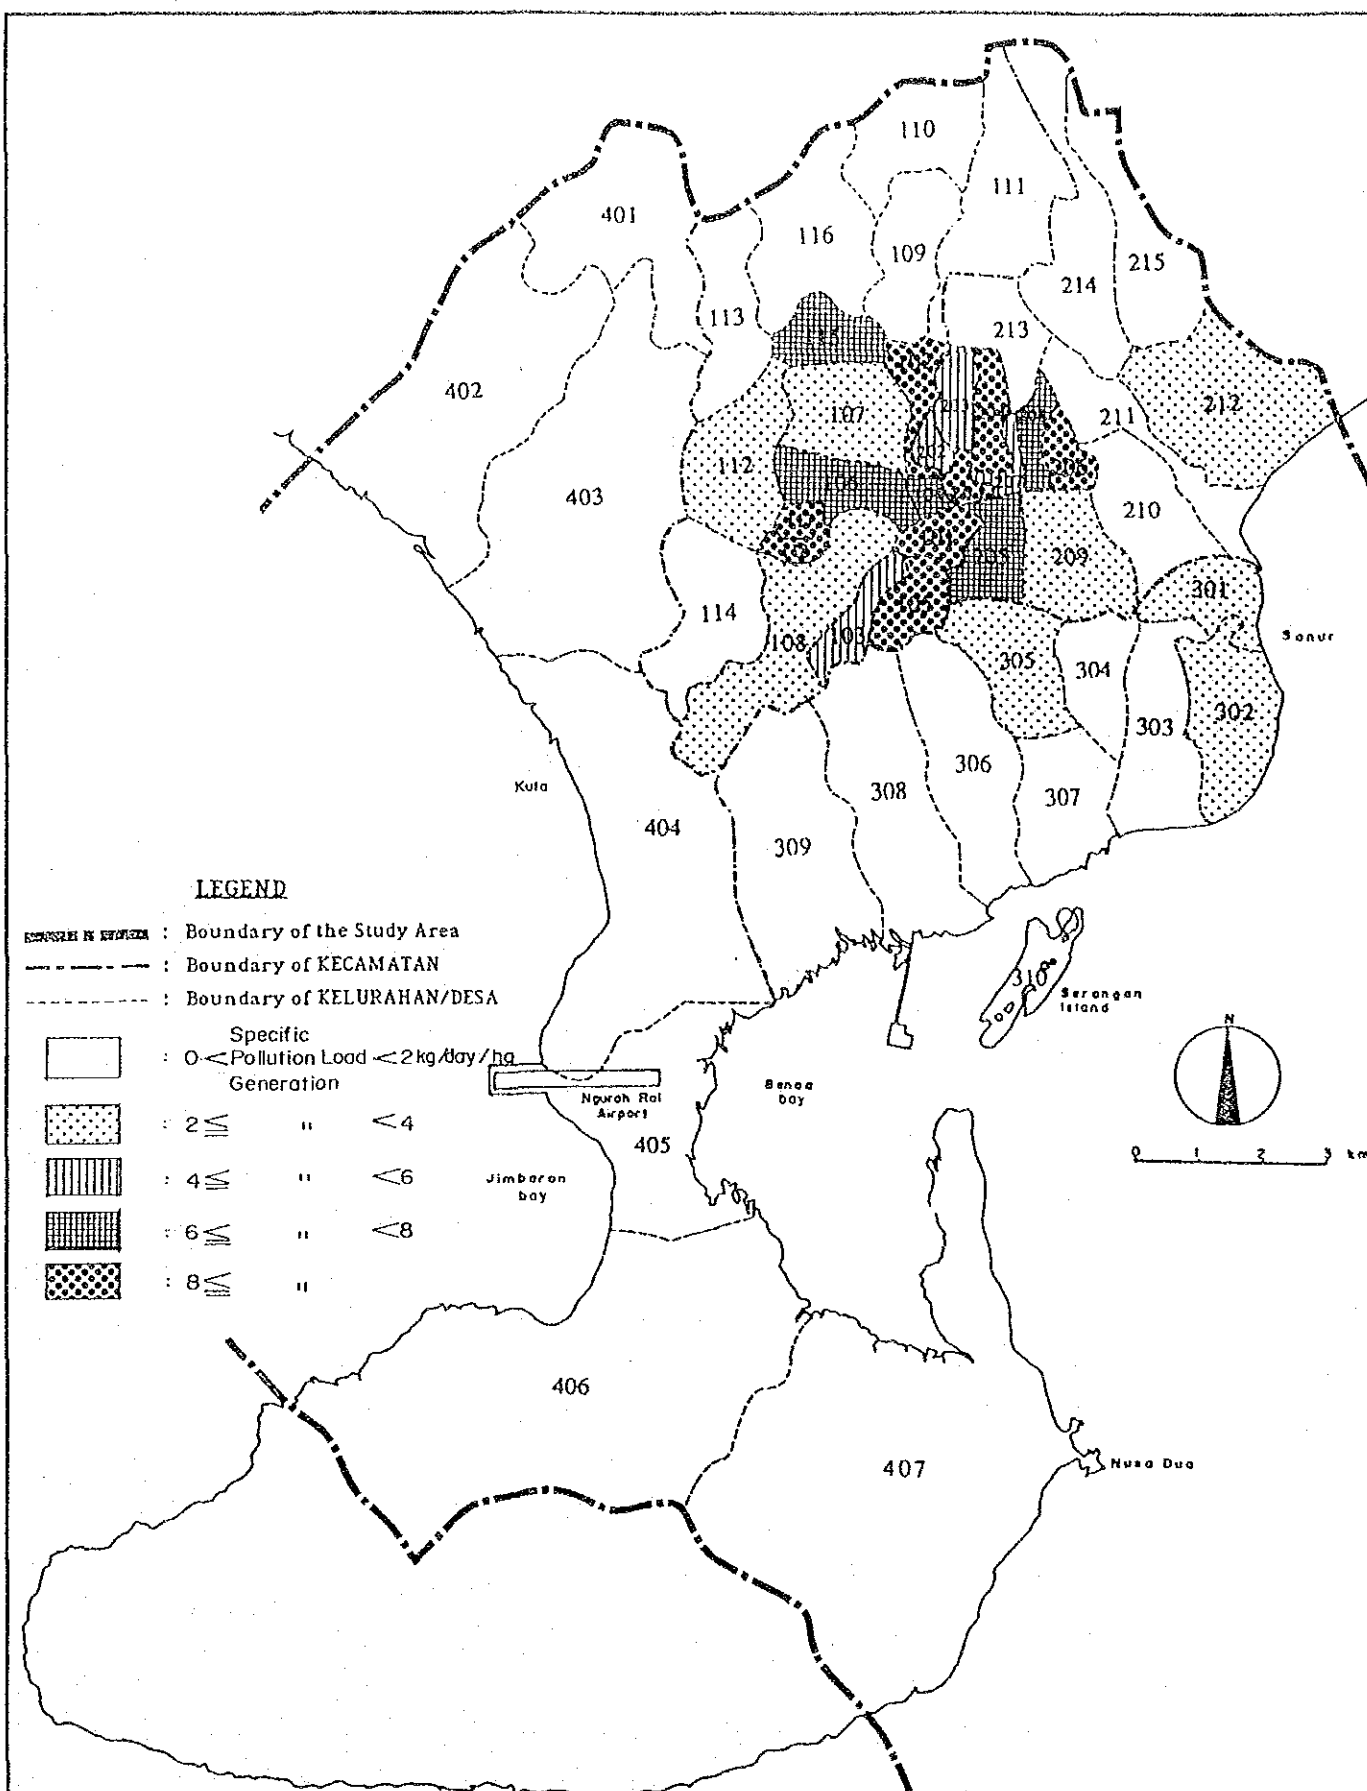 110
111
401
116
109
215
214
113
213
402
107
211
212
112
403
210
209
301
114
Sanur
108
103
305
304
302
303
306
Kuta
308
307
404
309
LEGEND
: Boundary of the Study Area
: Boundary of KECAMATAN
: Boundary of KELURAHAN/DESA
310
Serangan
Island
N
Specific
: 0 < Pollution Load < 2 kg/day/ha
Generation
Benoa
bay
Ngurah Rai
Airport
: 2 ≦ " < 4
405
0 1 2 3 km
: 4 ≦ " < 6
Jimbaran
bay
: 6 ≦ " < 8
: 8 ≦ "
406
407
Nusa Dua